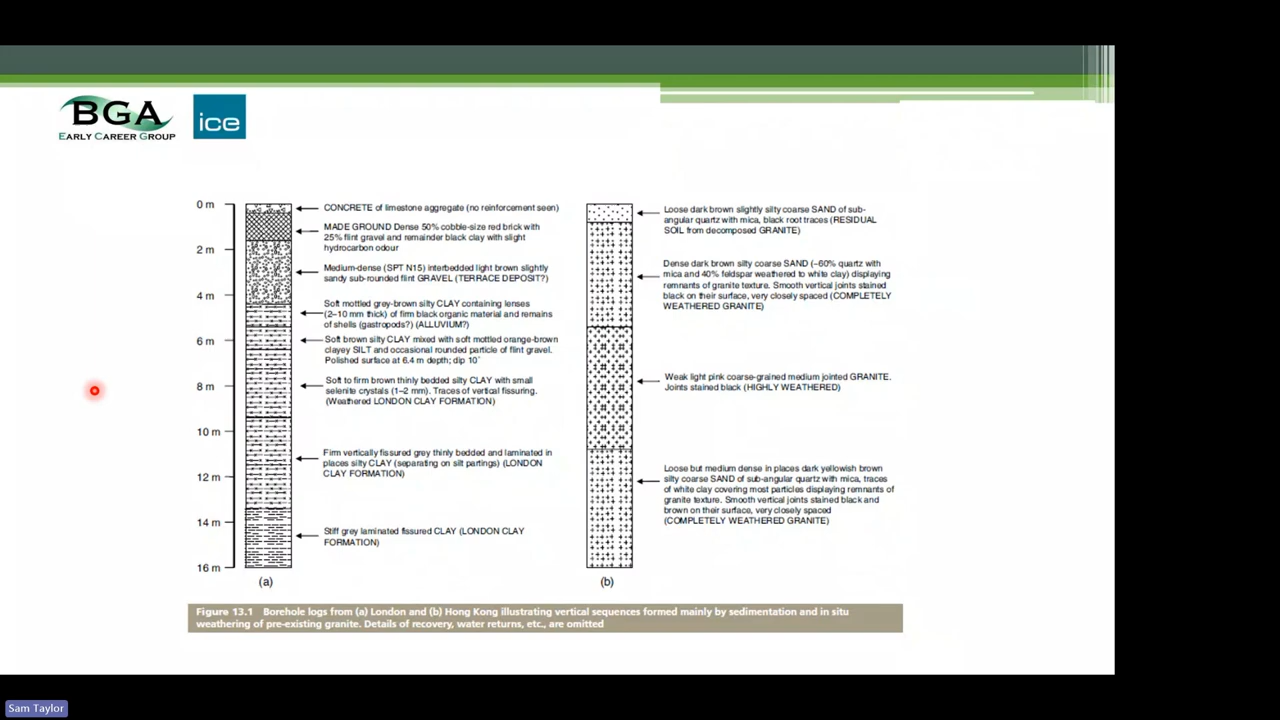 BGA
EARLY CAREER GROUP
ice
0 m
2 m
4 m
6 m
8 m
10 m
12 m
14 m
16 m
CONCRETE of limestone aggregate (no reinforcement seen)
MADE GROUND Dense 50% cobble-size red brick with
25% flint gravel and remainder black clay with slight
hydrocarbon odour
Medium-dense (SPT N15) interbedded light brown slightly
sandy sub-rounded flint GRAVEL (TERRACE DEPOSIT?)
Soft mottled grey-brown silty CLAY containing lenses
(2–10 mm thick) of firm black organic material and remains
of shells (gastropods?) (ALLUVIUM?)
Soft brown silty CLAY mixed with soft mottled orange-brown
clayey SILT and occasional rounded particle of flint gravel.
Polished surface at 6.4 m depth; dip 10°
Soft to firm brown thinly bedded silty CLAY with small
selenite crystals (1–2 mm). Traces of vertical fissuring.
(Weathered LONDON CLAY FORMATION)
Firm vertically fissured grey thinly bedded and laminated in
places silty CLAY (separating on silt partings) (LONDON
CLAY FORMATION)
Stiff grey laminated fissured CLAY (LONDON CLAY
FORMATION)
(a)
Loose dark brown slightly silty coarse SAND of sub-
angular quartz with mica, black root traces (RESIDUAL
SOIL from decomposed GRANITE)
Dense dark brown silty coarse SAND (~60% quartz with
mica and 40% feldspar weathered to white clay) displaying
remnants of granite texture. Smooth vertical joints stained
black on their surface, very closely spaced (COMPLETELY
WEATHERED GRANITE)
Weak light pink coarse-grained medium jointed GRANITE.
Joints stained black (HIGHLY WEATHERED)
Loose but medium dense in places dark yellowish brown
silty coarse SAND of sub-angular quartz with mica, traces
of white clay covering most particles displaying remnants of
granite texture. Smooth vertical joints stained black and
brown on their surface, very closely spaced
(COMPLETELY WEATHERED GRANITE)
(b)
Figure 13.1 Borehole logs from (a) London and (b) Hong Kong illustrating vertical sequences formed mainly by sedimentation and in situ
weathering of pre-existing granite. Details of recovery, water returns, etc., are omitted
Sam Taylor